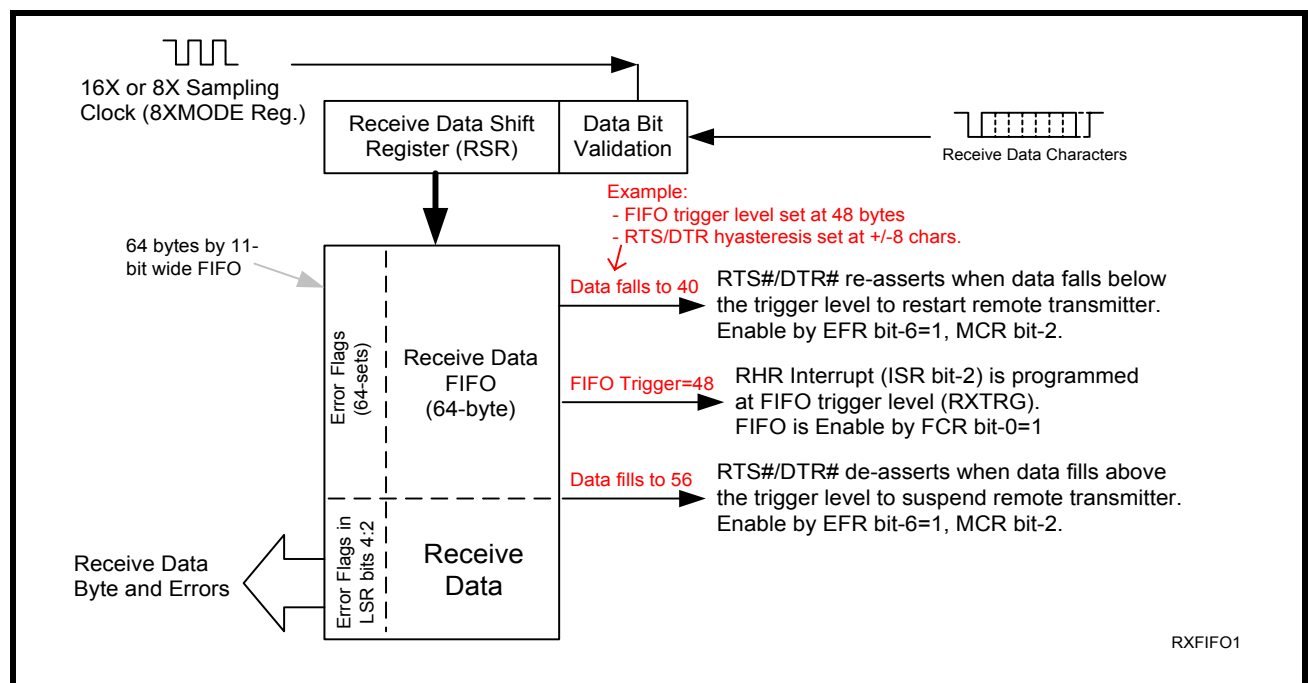 16X or 8X Sampling
Clock (8XMODE Reg.)
Receive Data Shift
Register (RSR)
Data Bit
Validation
Receive Data Characters
Example:
- FIFO trigger level set at 48 bytes
- RTS/DTR hyasteresis set at +/-8 chars.
64 bytes by 11-
bit wide FIFO
Data falls to 40
RTS#/DTR# re-asserts when data falls below
the trigger level to restart remote transmitter.
Enable by EFR bit-6=1, MCR bit-2.
Error Flags
(64-sets)
Receive Data
FIFO
(64-byte)
FIFO Trigger=48
RHR Interrupt (ISR bit-2) is programmed
at FIFO trigger level (RXTRG).
FIFO is Enable by FCR bit-0=1
Data fills to 56
RTS#/DTR# de-asserts when data fills above
the trigger level to suspend remote transmitter.
Enable by EFR bit-6=1, MCR bit-2.
Receive Data
Byte and Errors
Error Flags in
LSR bits 4:2
Receive
Data
RXFIFO1